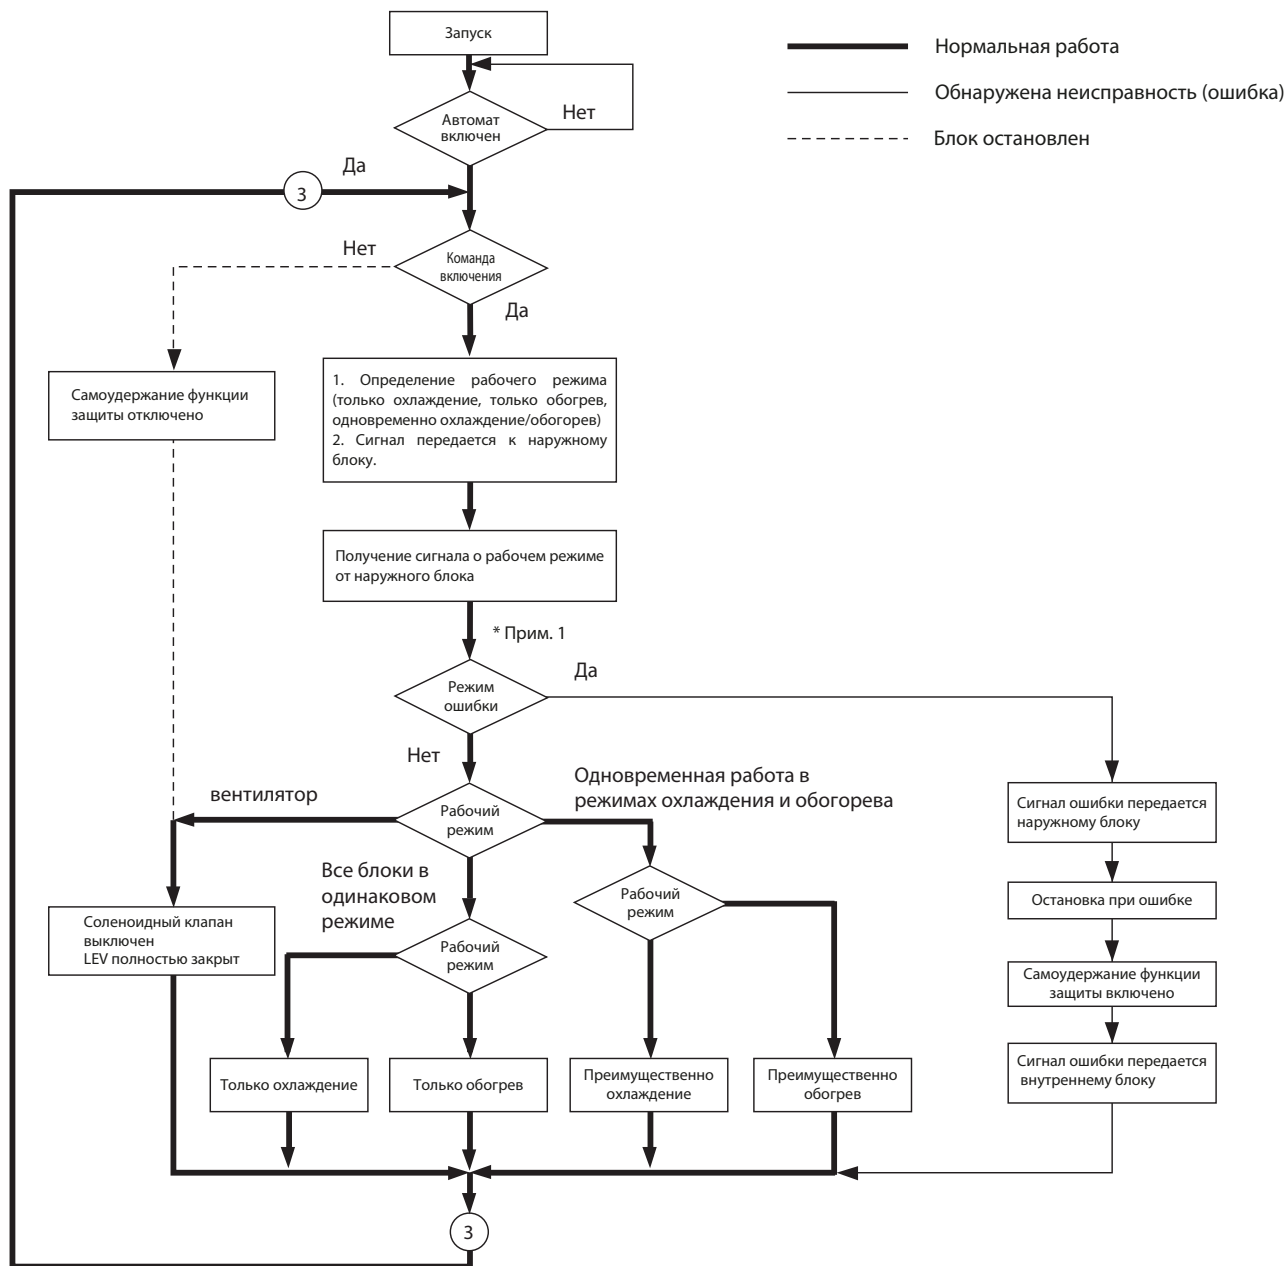 Запуск
Нормальная работа
Обнаружена неисправность (ошибка)
Блок остановлен
Автомат
включен
Нет
Да
3
Нет
Команда
включения
Да
Самоудержание функции
защиты отключено
1. Определение рабочего режима
(только охлаждение, только обогрев,
одновременно охлаждение/обогорев)
2. Сигнал передается к наружному
блоку.
Получение сигнала о рабочем режиме
от наружного блока
* Прим. 1
Режим
ошибки
Да
Нет
вентилятор
Рабочий
режим
Одновременная работа в
режимах охлаждения и обогорева
Сигнал ошибки передается
наружному блоку
Все блоки в
одинаковом
режиме
Рабочий
режим
Остановка при ошибке
Соленоидный клапан
выключен
LEV полностью закрыт
Рабочий
режим
Самоудержание функции
защиты включено
Только охлаждение
Только обогрев
Преимущественно
охлаждение
Преимущественно
обогрев
Сигнал ошибки передается
внутреннему блоку
3